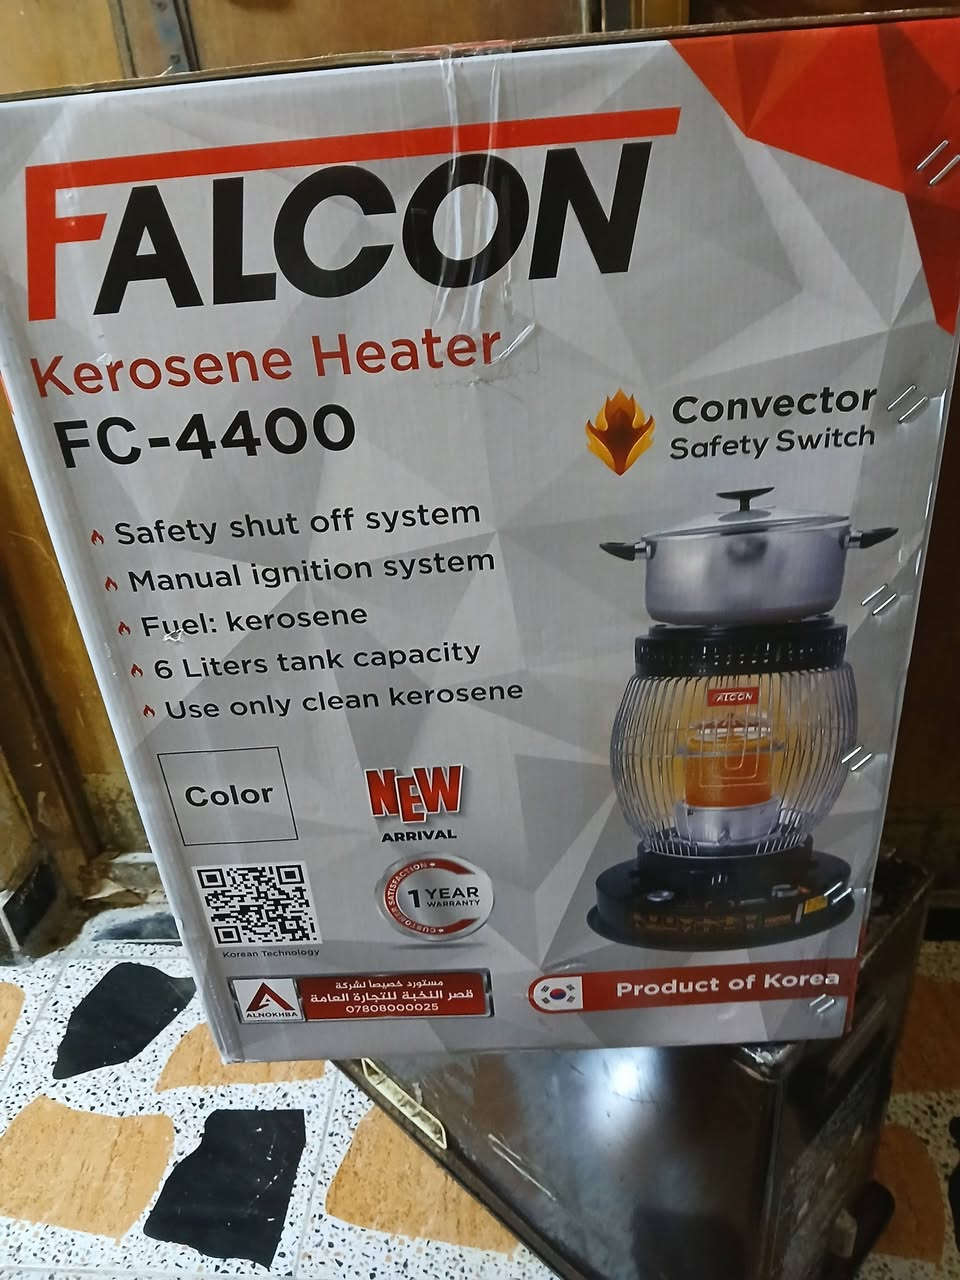 FALCON
Kerosene Heater
FC-4400
Convector
Safety Switch
Safety shut off system
Manual ignition system
Fuel: kerosene
6 Liters tank capacity
Use only clean kerosene
FALCON
Color
NEW
ARRIVAL
CUSTOMER SATISFACTION
1 YEAR
WARRANTY
Korean Technology
ALNOKHBA
مستورد خصيصاً لشركة
قصر النخبة للتجارة العامة
07808000025
Product of Korea